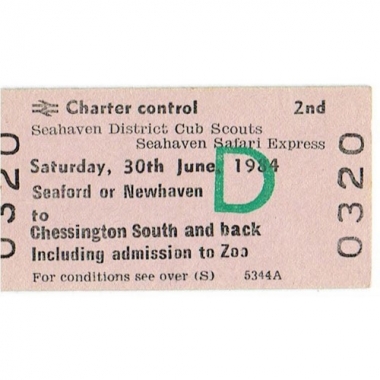 Charter control 2nd
Seahaven District Cub Scouts
Seahaven Safari Express
Saturday, 30th June, 1984
D
Seaford or Newhaven
to
Chessington South and back
Including admission to Zoo
For conditions see over (S) 5344A
0320
0320